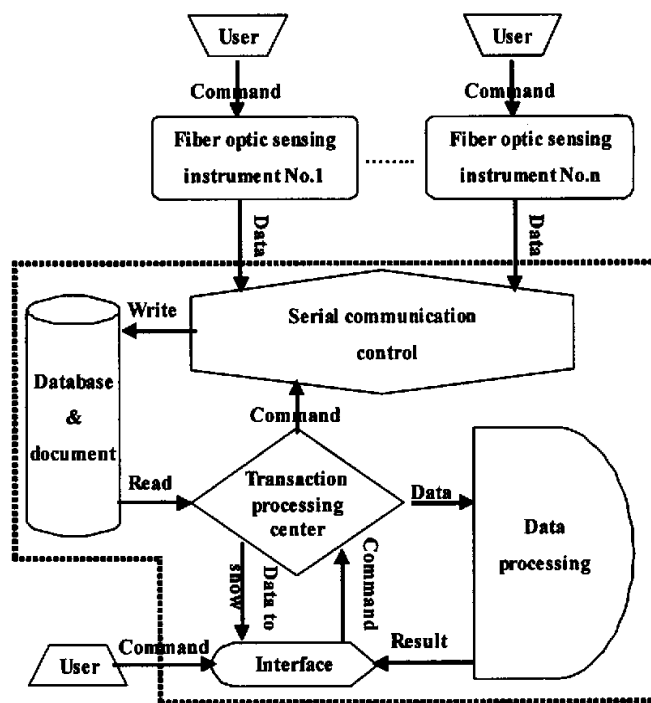 User
User
Command
Command
Fiber optic sensing
instrument No.1
.........
Fiber optic sensing
instrument No.n
Data
Data
Write
Serial communication
control
Database
&
document
Command
Read
Transaction
processing
center
Data
Data
processing
Data to
show
Command
User
Command
Interface
Result